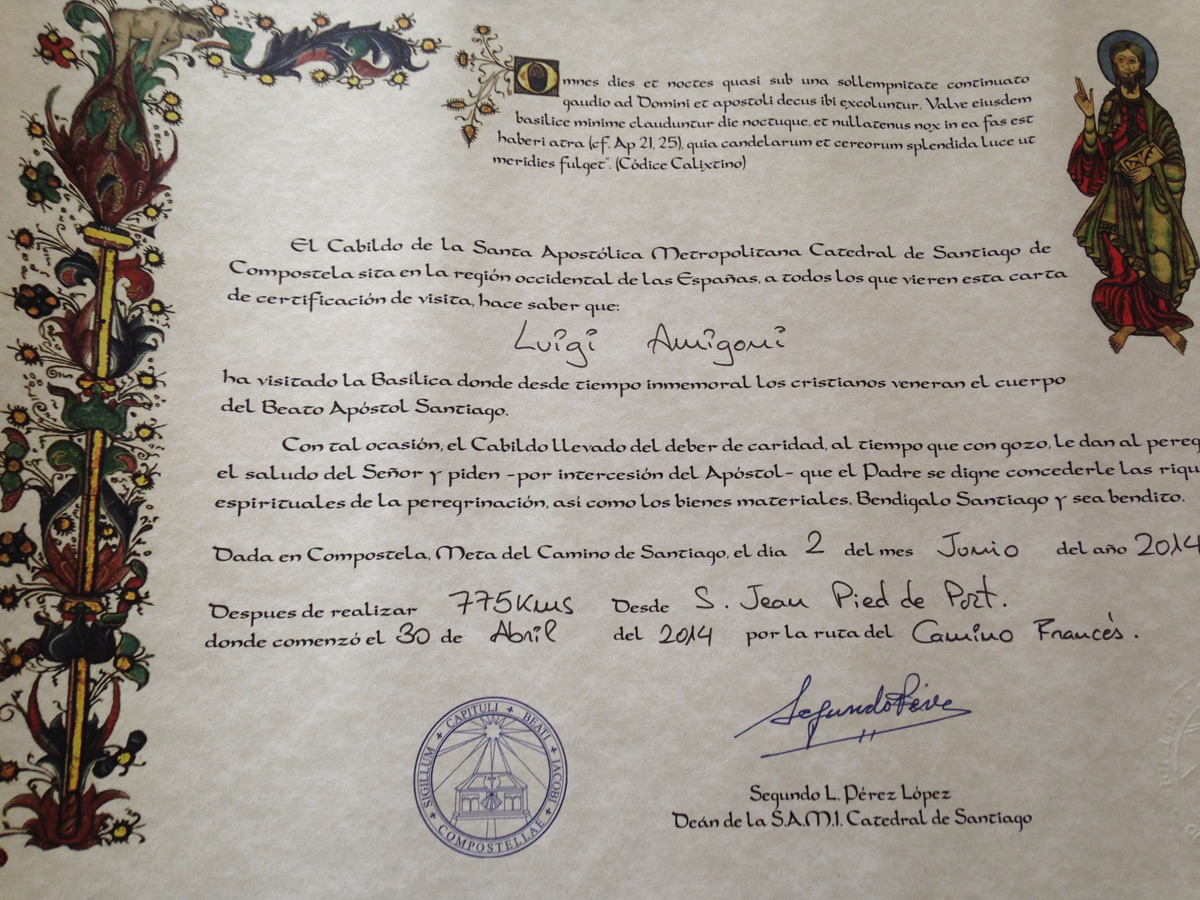 Omnes dies et noctes quasi sub una sollempnitate continuato
gaudio ad Domini et apostoli decus ibi excoluntur. Valve eiusdem
basilice minime clauduntur die noctuque, et nullatenus nox in ea fas est
haberi atra (cf. Ap 21, 25), quia candelarum et cereorum splendida luce ut
meridies fulget". (Códice Calixtino)
El Cabildo de la Santa Apostólica Metropolitana Catedral de Santiago de
Compostela sita en la región occidental de las Españas, a todos los que vieren esta carta
de certificación de visita, hace saber que:
Luigi Amigoni
ha visitado la Basílica donde desde tiempo inmemoral los cristianos veneran el cuerpo
del Beato Apóstol Santiago.
Con tal ocasión, el Cabildo llevado del deber de caridad, al tiempo que con gozo, le dan al pereg
el saludo del Señor y piden -por intercesión del Apóstol- que el Padre se digne concederle las riqu
espirituales de la peregrinación, así como los bienes materiales. Bendígalo Santiago y sea bendito.
Dada en Compostela, Meta del Camino de Santiago, el día 2 del mes Junio del año 2014
Despues de realizar 775Kms Desde S. Jean Pied de Port.
donde comenzó el 30 de Abril del 2014 por la ruta del Camino Francés.
SIGILLUM + CAPITULI + BEATI + IACOBI + COMPOSTELLAE +
Segundo Pérez
Segundo L. Pérez López
Deán de la S.A.M.I. Catedral de Santiago